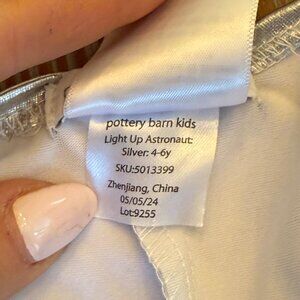 pottery barn kids
Light Up Astronaut:
Silver: 4-6y
SKU:5013399
Zhenjiang, China
05/05/24
Lot:9255